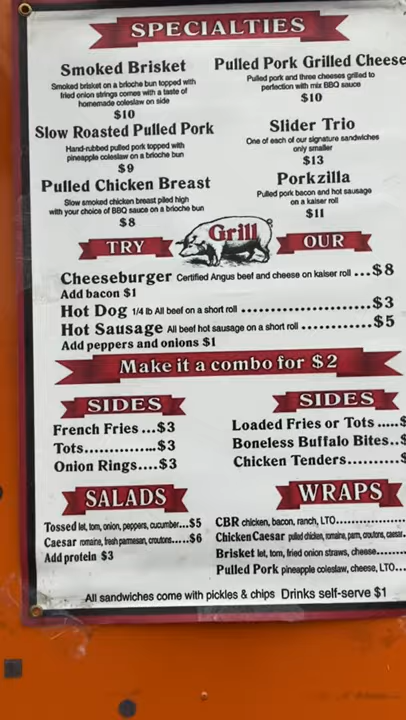 SPECIALTIES
Smoked Brisket
Smoked brisket on a brioche bun topped with
fried onion strings comes with a taste of
homemade coleslaw on side
$10
Pulled Pork Grilled Cheese
Pulled pork and three cheeses grilled to
perfection with mix BBQ sauce
$10
Slow Roasted Pulled Pork
Hand-rubbed pulled pork topped with
pineapple coleslaw on a brioche bun
$9
Slider Trio
One of each of our signature sandwiches
only smaller
$13
Pulled Chicken Breast
Slow smoked chicken breast piled high
with your choice of BBQ sauce on a brioche bun
$8
Porkzilla
Pulled pork bacon and hot sausage
on a kaiser roll
$11
TRY Grill OUR
Cheeseburger Certified Angus beef and cheese on kaiser roll ...$8
Add bacon $1
Hot Dog 1/4 lb All beef on a short roll ........................$3
Hot Sausage All beef hot sausage on a short roll ............$5
Add peppers and onions $1
Make it a combo for $2
SIDES
French Fries ...$3
Tots..............$3
Onion Rings....$3
SIDES
Loaded Fries or Tots .....$
Boneless Buffalo Bites..$
Chicken Tenders........$
SALADS
Tossed let, tom, onion, peppers, cucumber...$5
Caesar romaine, fresh parmesan, croutons.....$6
Add protein $3
WRAPS
CBR chicken, bacon, ranch, LTO.................
Chicken Caesar pulled chicken, romaine, parm, croutons, caesar..
Brisket let, tom, fried onion straws, cheese.......
Pulled Pork pineapple coleslaw, cheese, LTO...
All sandwiches come with pickles & chips Drinks self-serve $1